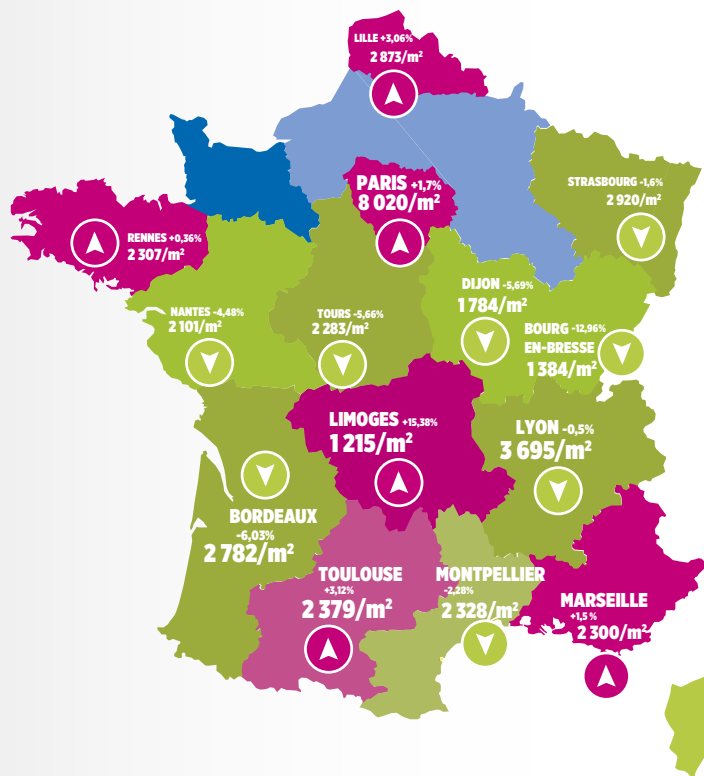 LILLE +3,06%
2 873/m²
PARIS +1,7%
8 020/m²
STRASBOURG -1,6%
2 920/m²
RENNES +0,36%
2 307/m²
NANTES -4,48%
2 101/m²
TOURS -5,66%
2 283/m²
DIJON -5,69%
1 784/m²
BOURG -12,96%
EN-BRESSE
1 384/m²
LIMOGES +15,38%
1 215/m²
LYON -0,5%
3 695/m²
BORDEAUX
-6,03%
2 782/m²
TOULOUSE
+3,12%
2 379/m²
MONTPELLIER
-2,28%
2 328/m²
MARSEILLE
+1,5 %
2 300/m²